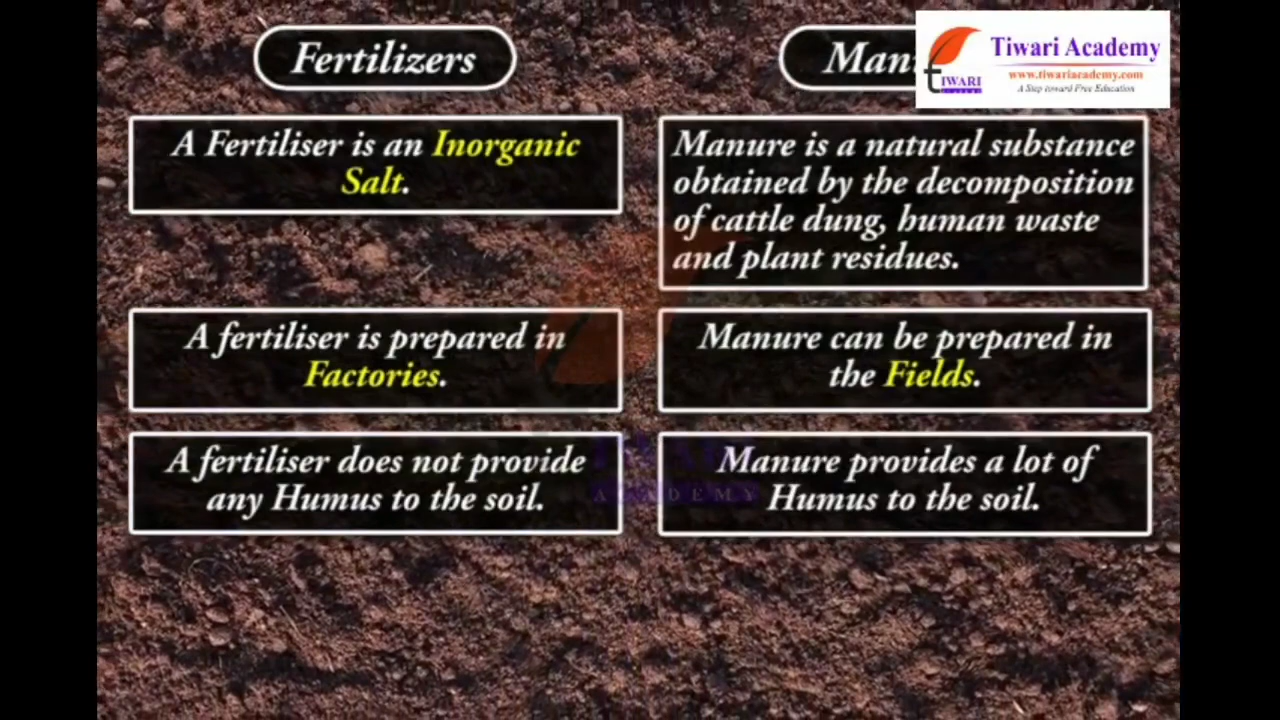 Fertilizers
Tiwari Academy
www.tiwariacademy.com
A Step toward Free Education
TIWARI
A Fertiliser is an Inorganic
Salt.
Manure is a natural substance
obtained by the decomposition
of cattle dung, human waste
and plant residues.
A fertiliser is prepared in
Factories.
Manure can be prepared in
the Fields.
A fertiliser does not provide
any Humus to the soil.
Manure provides a lot of
Humus to the soil.
TIWARI
ACADEMY